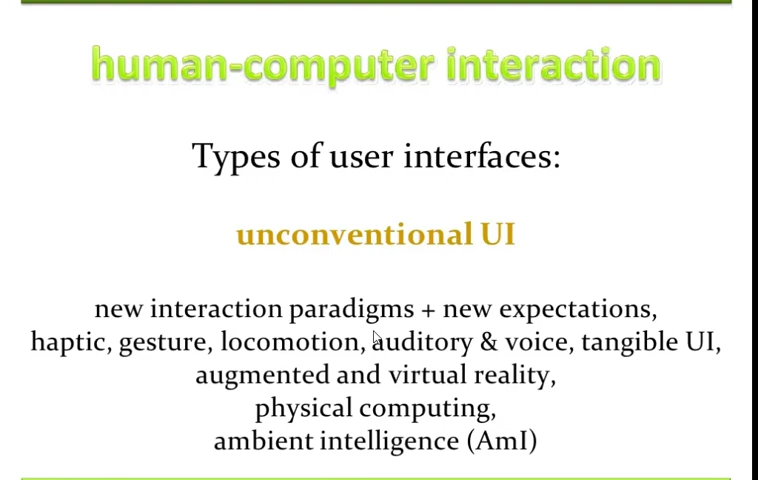 human-computer interaction
Types of user interfaces:
unconventional UI
new interaction paradigms + new expectations,
haptic, gesture, locomotion, auditory & voice, tangible UI,
augmented and virtual reality,
physical computing,
ambient intelligence (AmI)